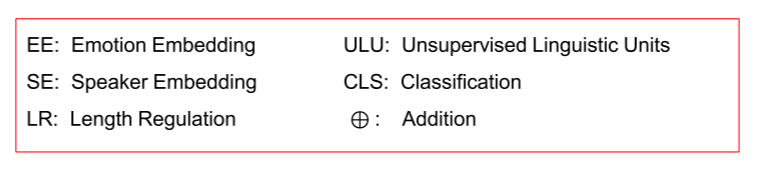 EE: Emotion Embedding ULU: Unsupervised Linguistic Units
SE: Speaker Embedding CLS: Classification
LR: Length Regulation ⊕ : Addition